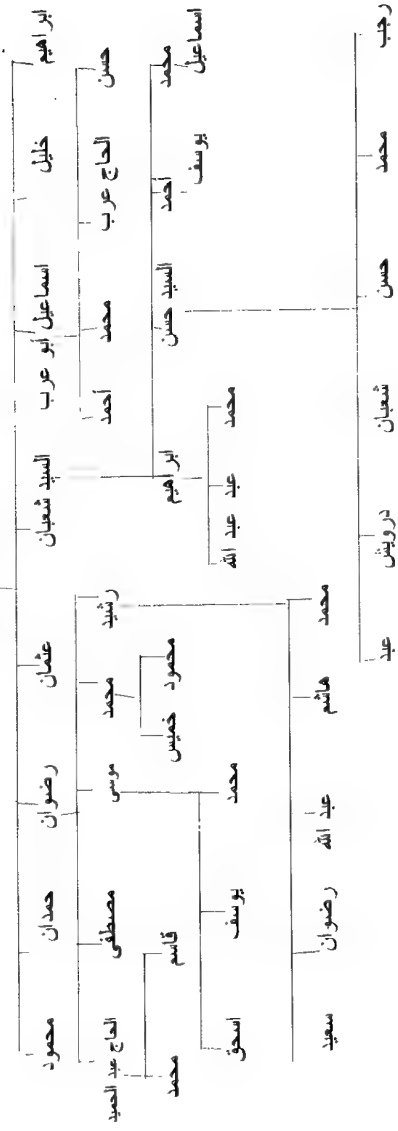 ابراهيم خليل اسماعيل أبو عرب السيد شعبان عثمان رضوان حمدان محمود
حسن الحاج عرب محمد أحمد رشيد محمد موسى مصطفى الحاج عبد الحميد
محمد أحمد السيد حسن ابراهيم محمود خميس قاسم محمد
اسماعيل يوسف
محمد عبد عبد الله محمد يوسف اسحق
محمد هاشم عبد الله رضوان سعيد
رجب محمد حسن شعبان درويش عبد